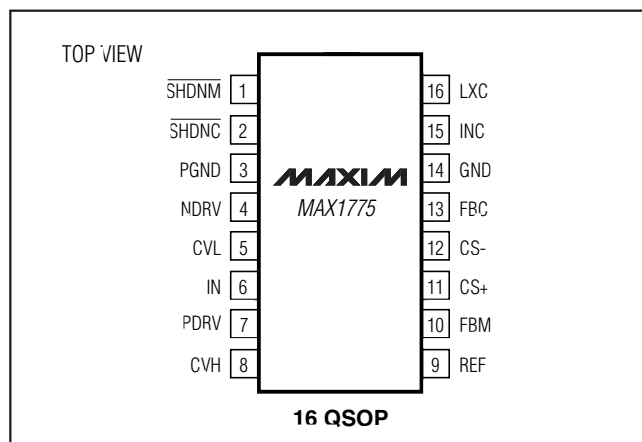 TOP VIEW
SHDNM 1
SHDNC 2
PGND 3
NDRV 4
CVL 5
IN 6
PDRV 7
CVH 8
MAXIM
MAX1775
16 LXC
15 INC
14 GND
13 FBC
12 CS-
11 CS+
10 FBM
9 REF
16 QSOP